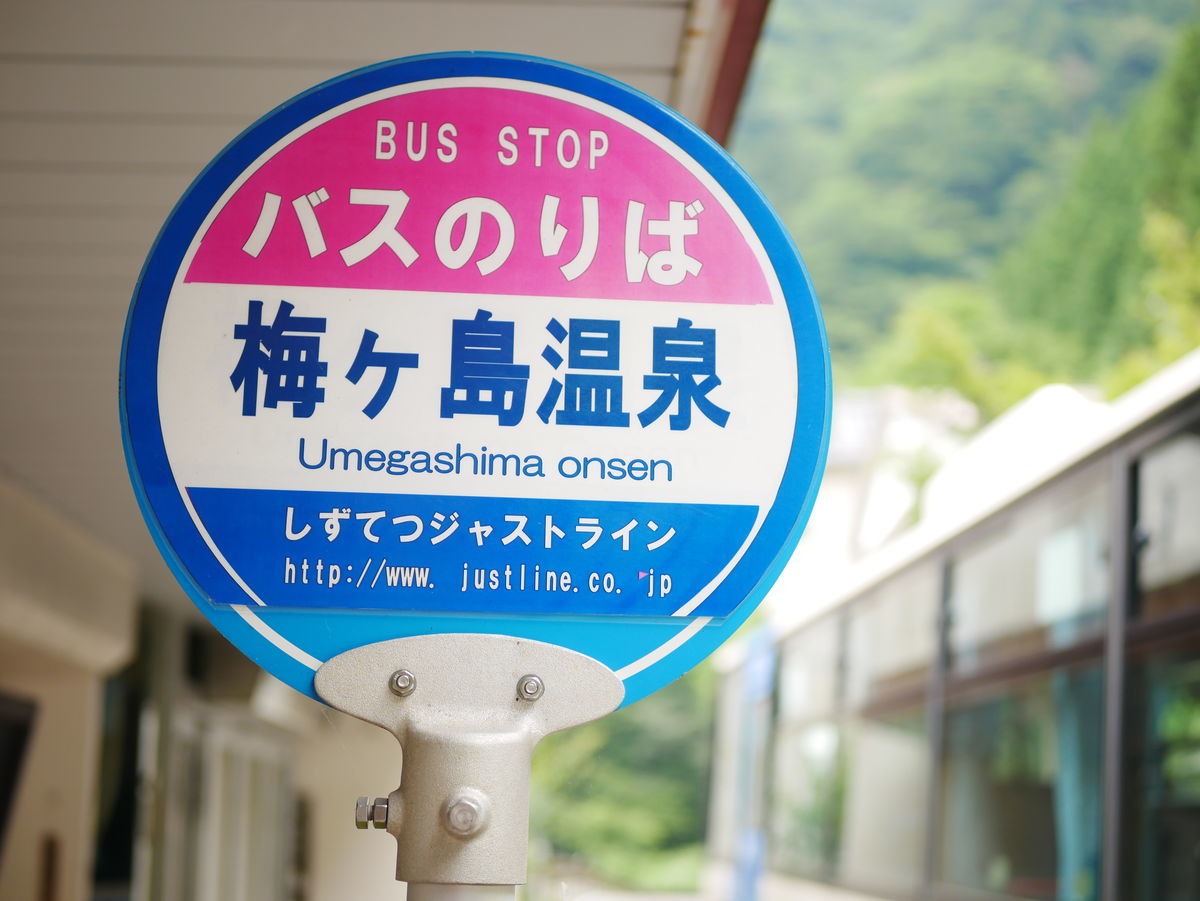 BUS STOP
バスのりば
梅ヶ島温泉
Umegashima onsen
しずてつジャストライン
http://www. justline.co. jp